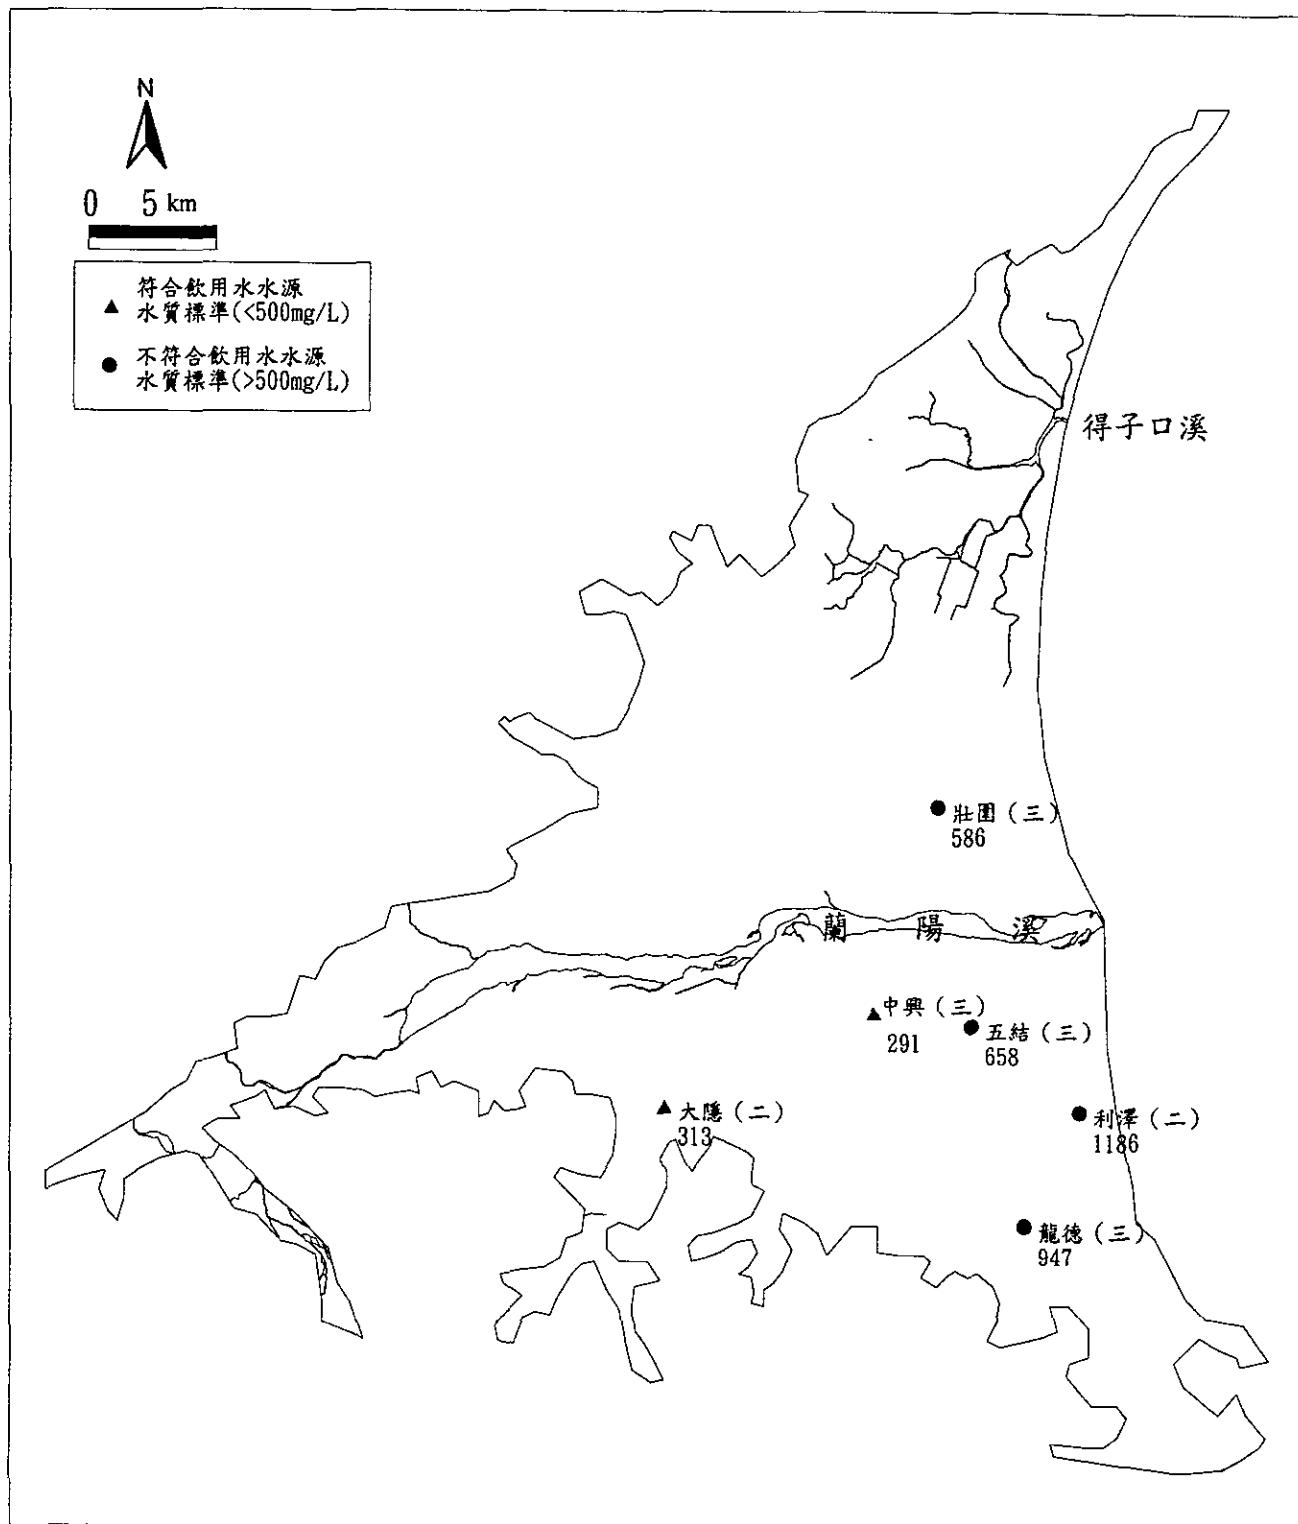 N
0 5 km
符合飲用水水源
水質標準(<500mg/L)
不符合飲用水水源
水質標準(>500mg/L)
得子口溪
壯圍（三）
586
蘭陽溪
中興（三）
291
五結（三）
658
大隱（二）
313
利澤（二）
1186
龍德（三）
947